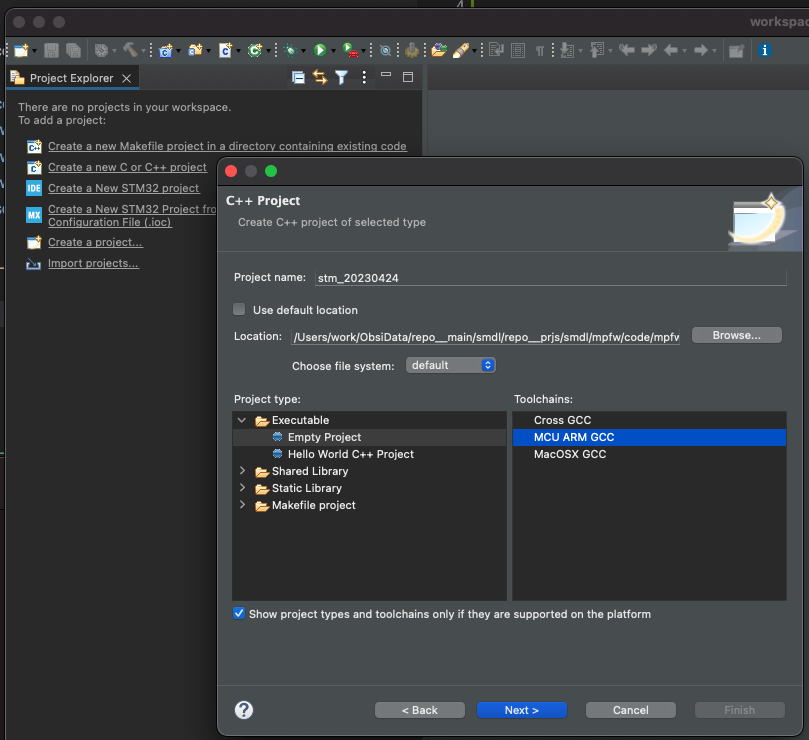 4
workspac
Project Explorer
There are no projects in your workspace.
To add a project:
Create a new Makefile project in a directory containing existing code
Create a new C or C++ project
IDE Create a New STM32 project
MX Create a New STM32 Project fro
Configuration File (.ioc)
Create a project...
Import projects...
C++ Project
Create C++ project of selected type
Project name: stm_20230424
Use default location
Location: /Users/work/ObsiData/repo__main/smdl/repo__prjs/smdl/mpfw/code/mpfw Browse...
Choose file system: default
Project type: Toolchains:
Executable Cross GCC
Empty Project MCU ARM GCC
Hello World C++ Project MacOSX GCC
Shared Library
Static Library
Makefile project
Show project types and toolchains only if they are supported on the platform
? < Back Next > Cancel Finish